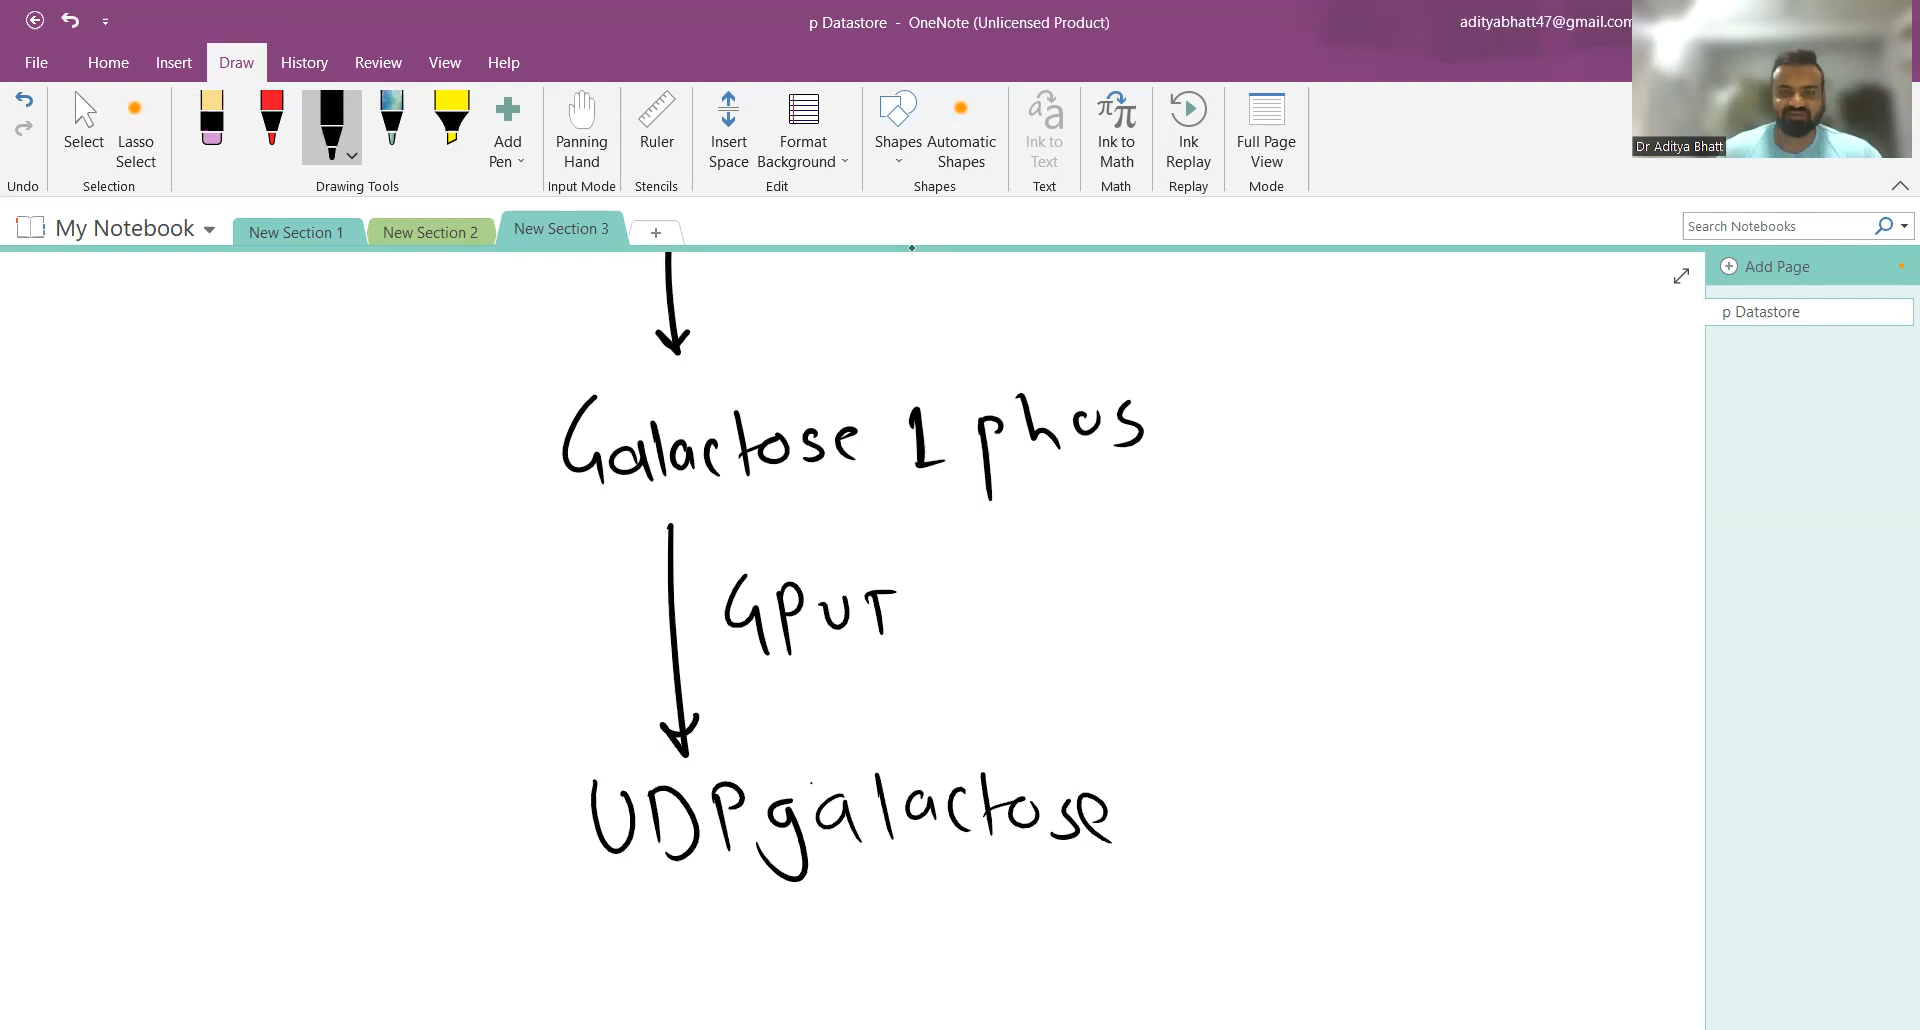 p Datastore - OneNote (Unlicensed Product)
adityabhatt47@gmail.com
File Home Insert Draw History Review View Help
Undo
Select
Lasso Select
Selection
Drawing Tools
Add Pen
Panning Hand
Input Mode
Ruler
Stencils
Insert Space
Format Background
Edit
Shapes
Automatic Shapes
Shapes
Ink to Text
Text
Ink to Math
Math
Ink Replay
Replay
Full Page View
Mode
Dr Aditya Bhatt
My Notebook
New Section 1
New Section 2
New Section 3
Search Notebooks
Add Page
p Datastore
Galactose 1 phos
GPUT
UDPgalactose